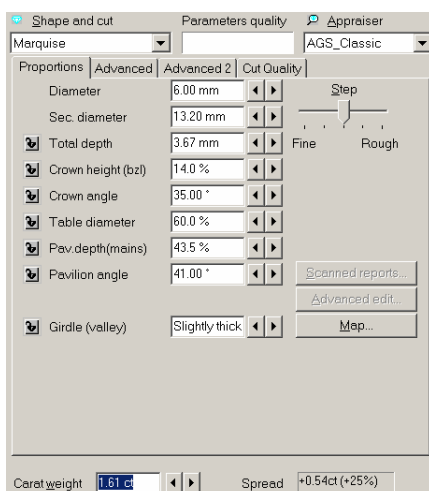 Shape and cut Parameters quality Appraiser
Marquise AGS_Classic
Proportions Advanced Advanced 2 Cut Quality
Diameter 6.00 mm Step
Sec. diameter 13.20 mm
Total depth 3.67 mm Fine Rough
Crown height (bzl) 14.0 %
Crown angle 35.00 °
Table diameter 60.0 %
Pav.depth(mains) 43.5 %
Pavilion angle 41.00 ° Scanned reports...
Advanced edit...
Girdle (valley) Slightly thick Map...
Carat weight 1.61 ct Spread +0.54ct (+25%)